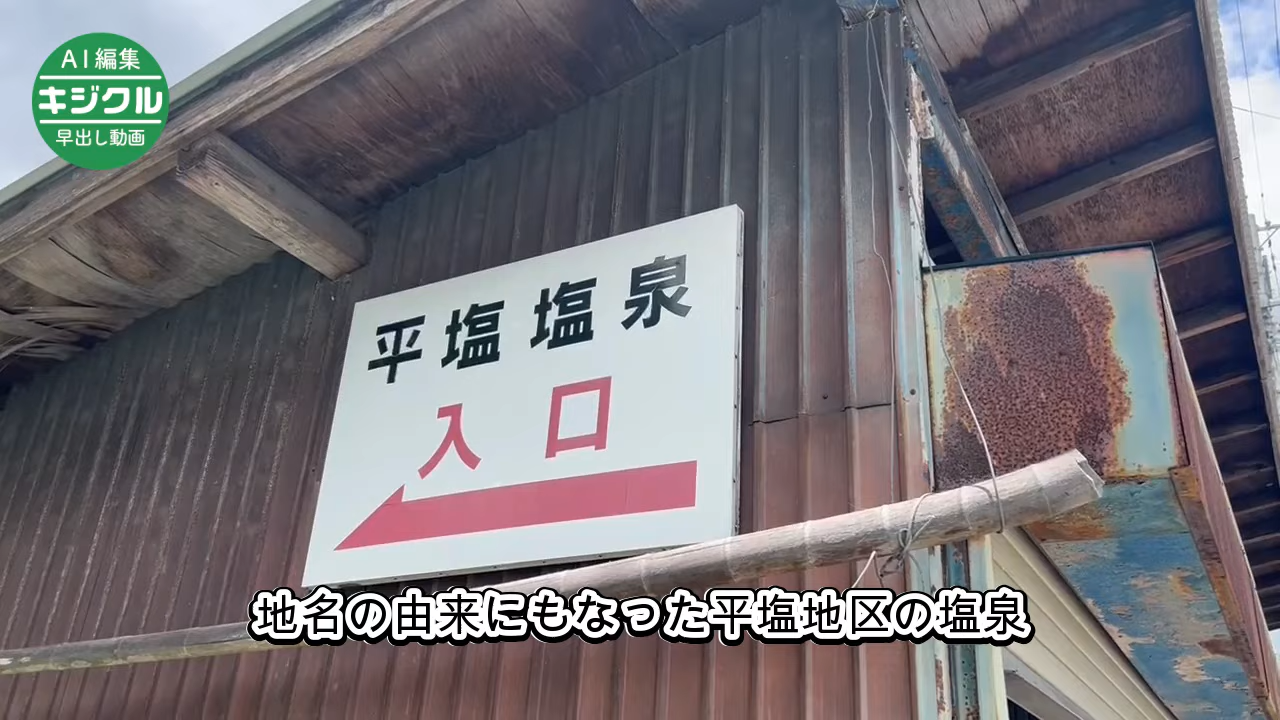 AI編集
キジクル
早出し動画
平塩塩泉
入口
地名の由来にもなった平塩地区の塩泉